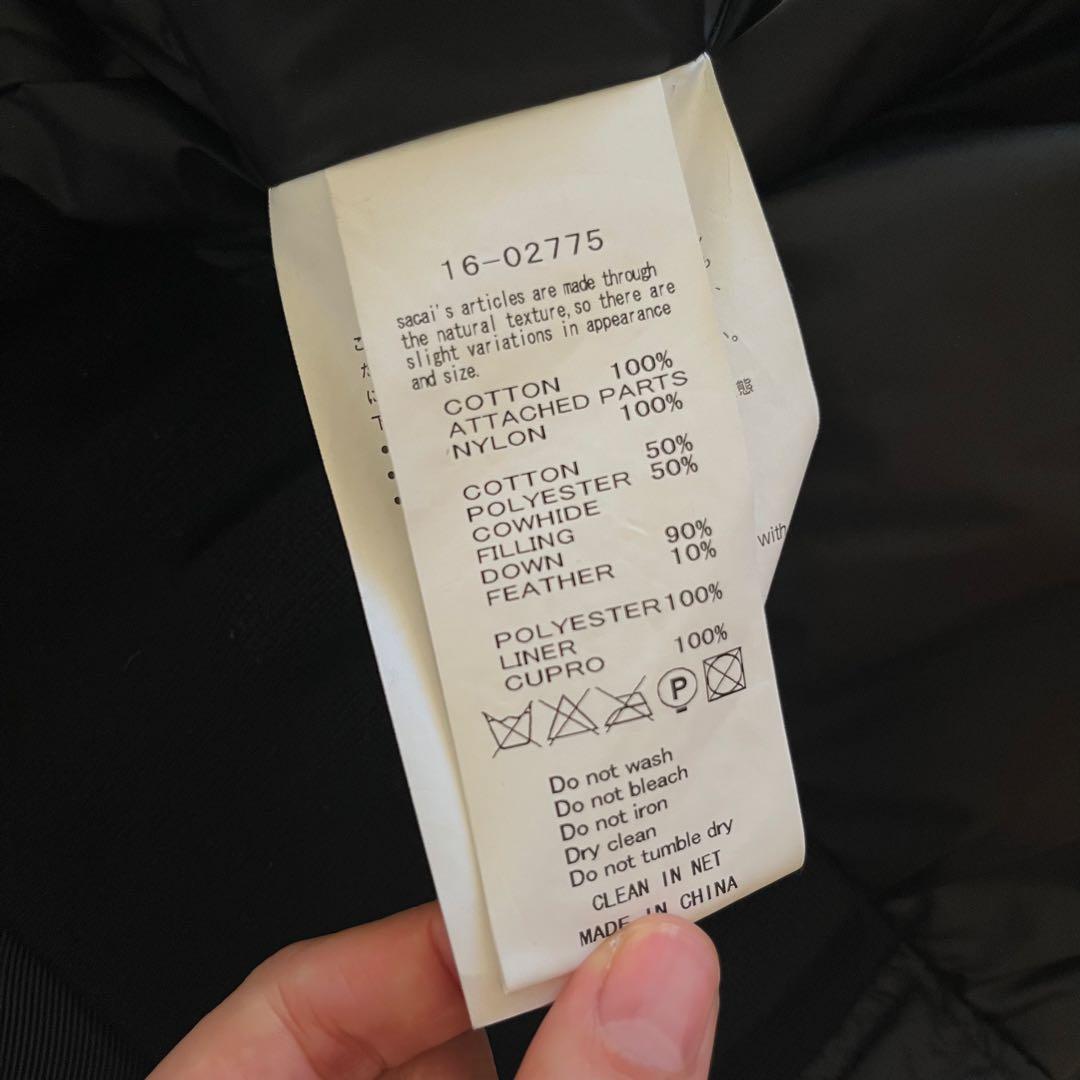 16-02775
sacai's articles are made through
the natural texture,so there are
slight variations in appearance
and size.
COTTON 100%
ATTACHED PARTS
NYLON 100%
COTTON 50%
POLYESTER 50%
COWHIDE
FILLING
DOWN 90%
FEATHER 10%
POLYESTER 100%
LINER
CUPRO 100%
P
Do not wash
Do not bleach
Do not iron
Dry clean
Do not tumble dry
CLEAN IN NET
MADE IN CHINA
態
with